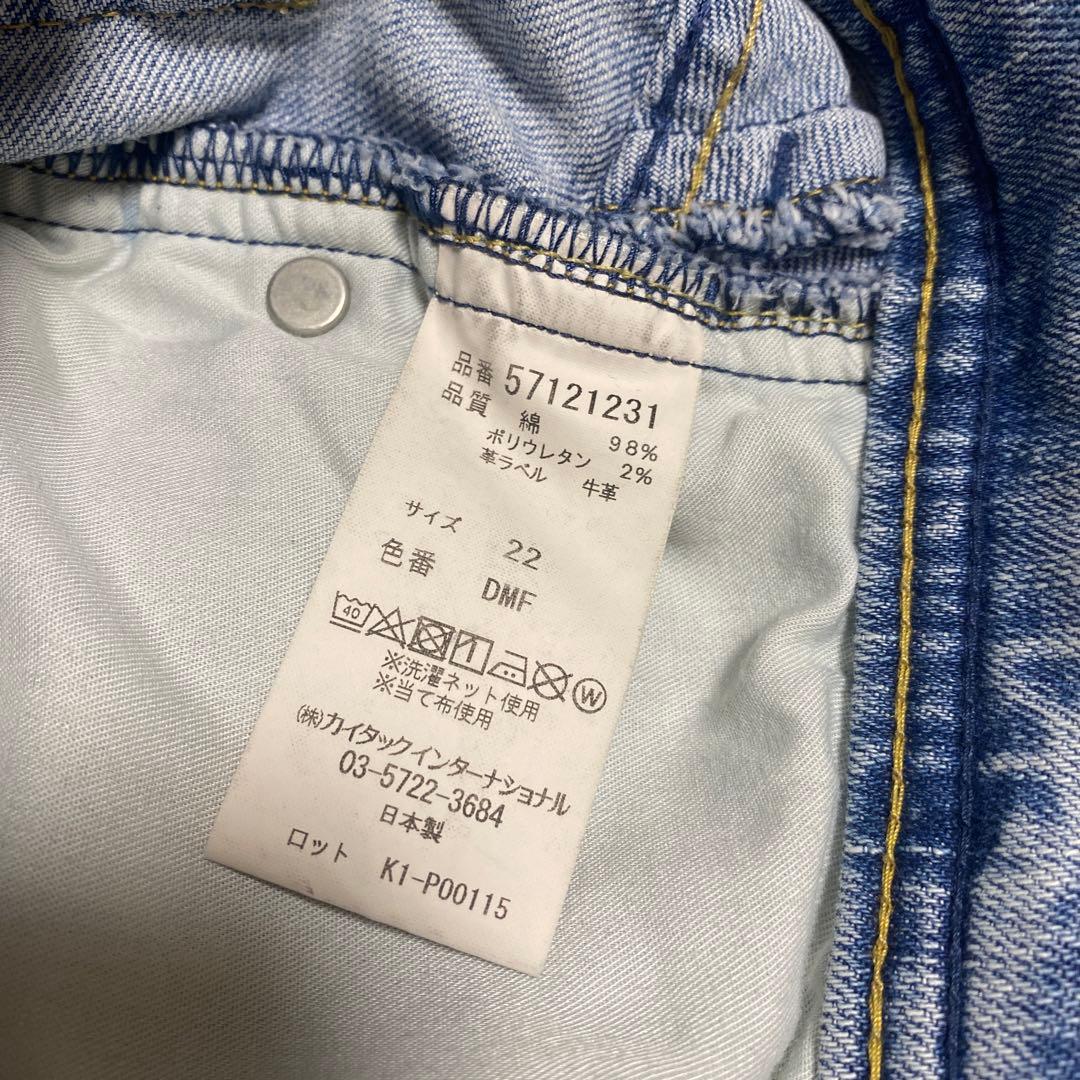 品番 57121231
品質 綿 98%
ポリウレタン 2%
革ラベル 牛革
サイズ 22
色番 DMF
40 W
※洗濯ネット使用
※当て布使用
(株)カイタックインターナショナル
03-5722-3684
日本製
ロット K1-P00115